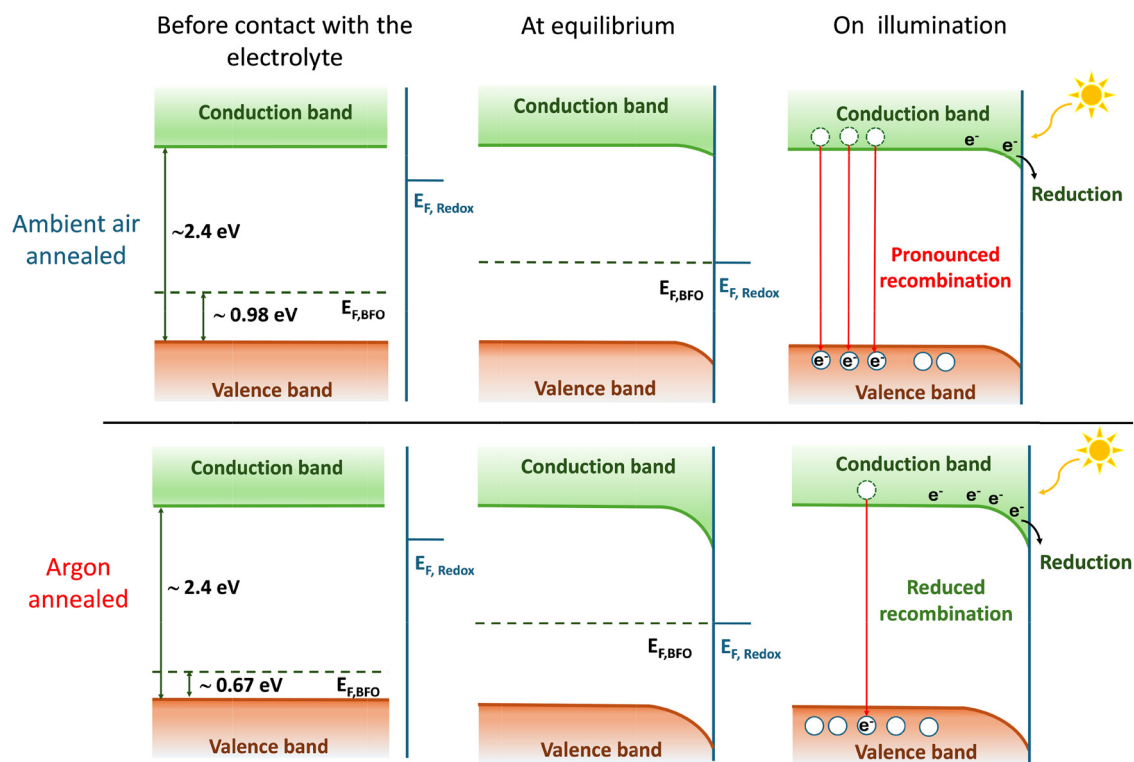 Before contact with the
electrolyte
At equilibrium
On illumination
Ambient air
annealed
Conduction band
~2.4 eV
~ 0.98 eV
E_F,BFO
Valence band
E_F, Redox
Conduction band
E_F,BFO
E_F, Redox
Valence band
Conduction band
e⁻
e⁻
Reduction
Pronounced
recombination
e⁻
e⁻
e⁻
Valence band
Argon
annealed
Conduction band
~ 2.4 eV
~ 0.67 eV
E_F,BFO
Valence band
E_F, Redox
Conduction band
E_F,BFO
E_F, Redox
Valence band
Conduction band
e⁻
e⁻
e⁻
e⁻
Reduction
Reduced
recombination
e⁻
Valence band